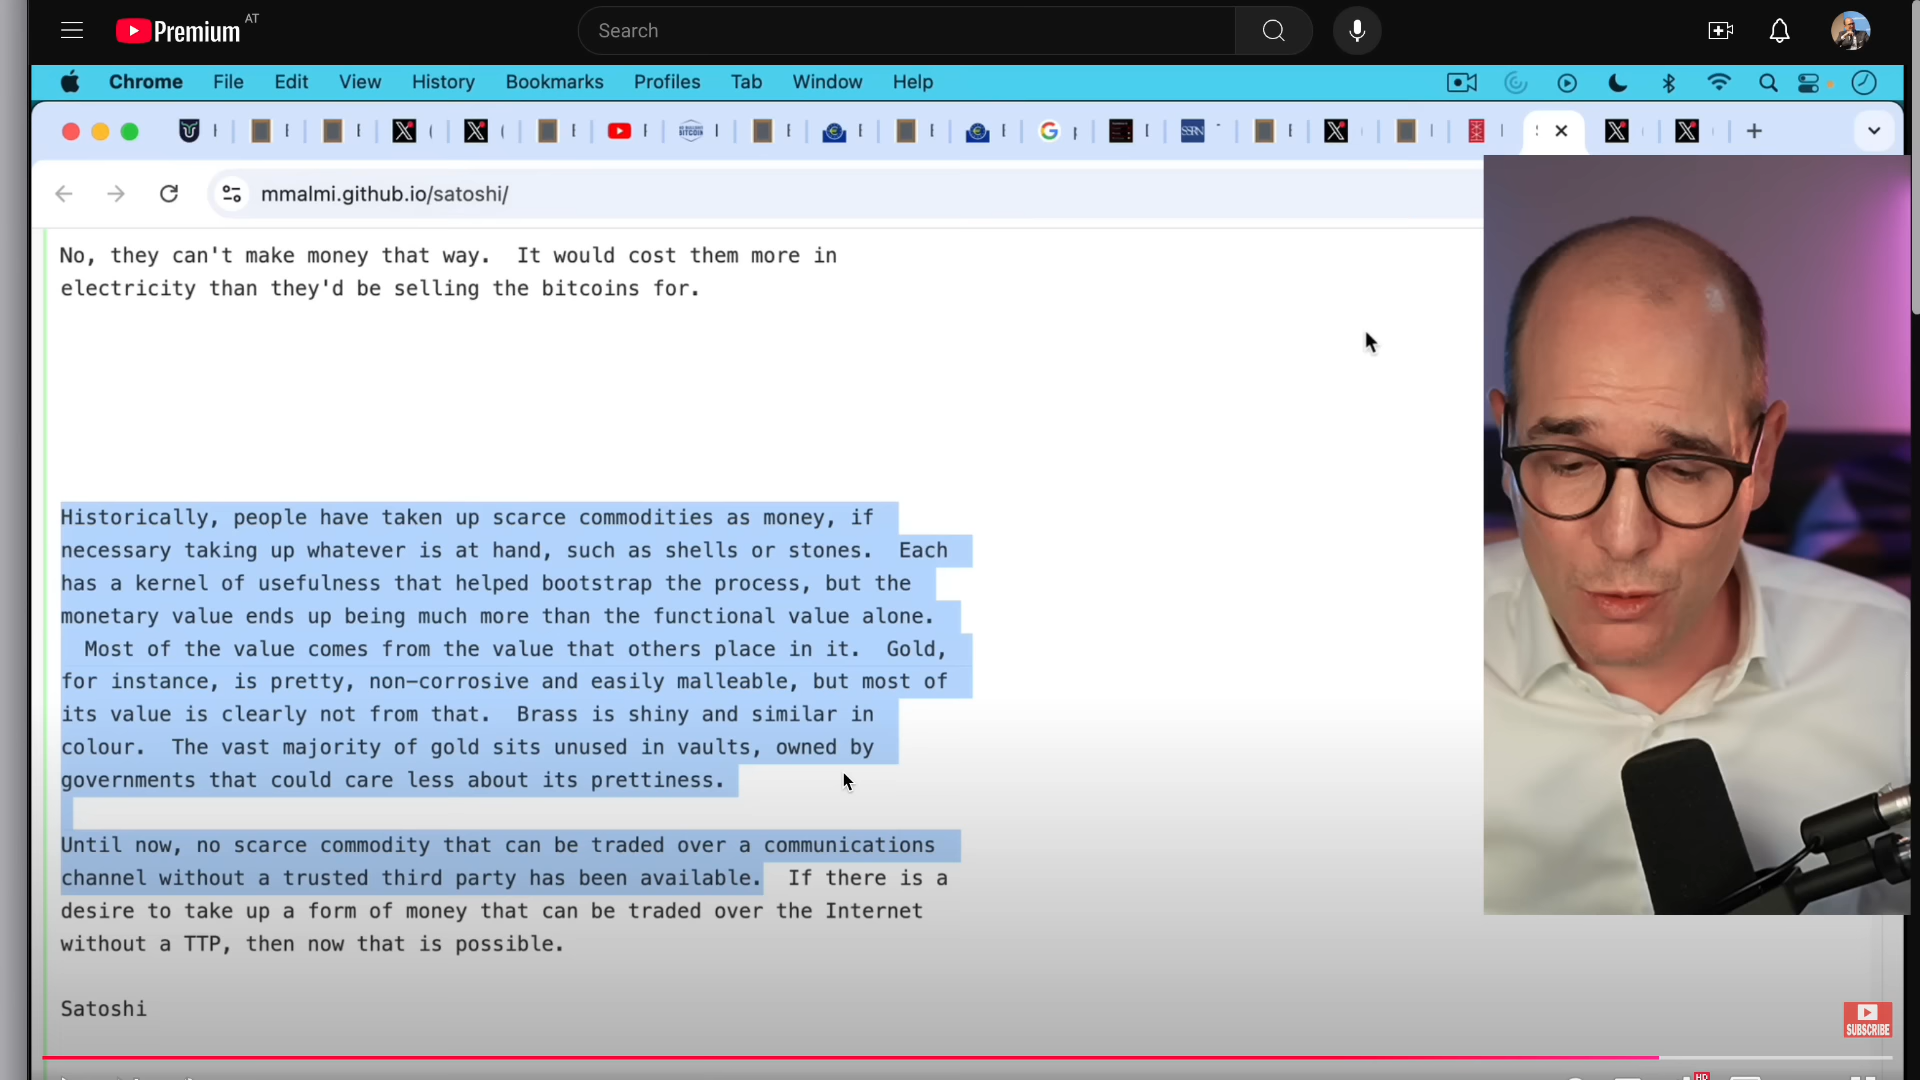 Premium AT
Search
Chrome File Edit View History Bookmarks Profiles Tab Window Help
mmalmi.github.io/satoshi/
No, they can't make money that way. It would cost them more in
electricity than they'd be selling the bitcoins for.
Historically, people have taken up scarce commodities as money, if
necessary taking up whatever is at hand, such as shells or stones. Each
has a kernel of usefulness that helped bootstrap the process, but the
monetary value ends up being much more than the functional value alone.
Most of the value comes from the value that others place in it. Gold,
for instance, is pretty, non-corrosive and easily malleable, but most of
its value is clearly not from that. Brass is shiny and similar in
colour. The vast majority of gold sits unused in vaults, owned by
governments that could care less about its prettiness.
Until now, no scarce commodity that can be traded over a communications
channel without a trusted third party has been available. If there is a
desire to take up a form of money that can be traded over the Internet
without a TTP, then now that is possible.
Satoshi
SUBSCRIBE
HD